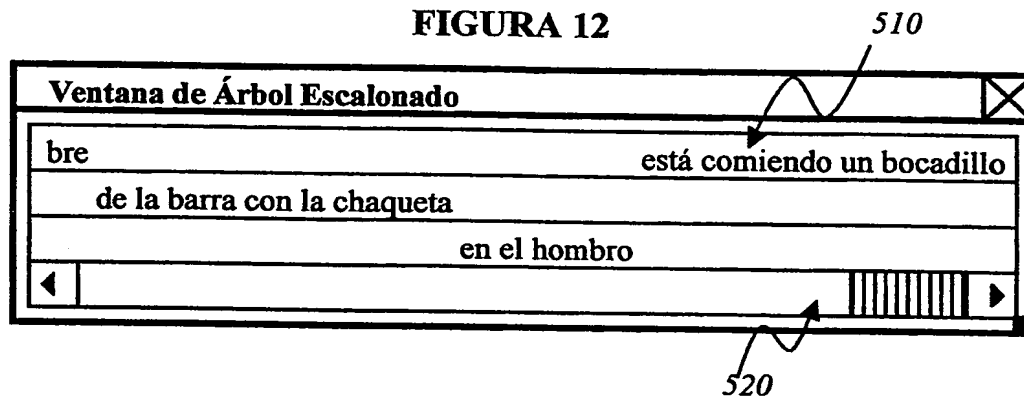 FIGURA 12
510
Ventana de Árbol Escalonado
bre está comiendo un bocadillo
de la barra con la chaqueta
en el hombro
520